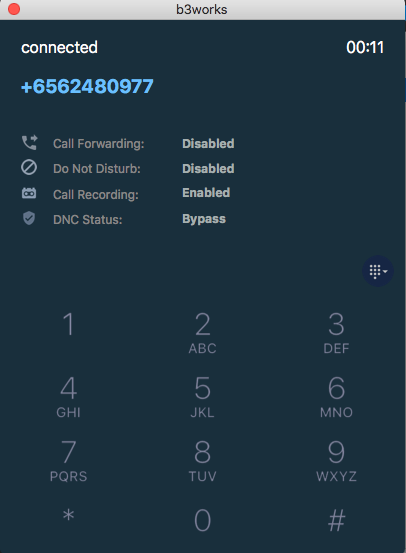 b3works
connected 00:11
+6562480977
Call Forwarding: Disabled
Do Not Disturb: Disabled
Call Recording: Enabled
DNC Status: Bypass
1 2 3
ABC DEF
4 5 6
GHI JKL MNO
7 8 9
PQRS TUV WXYZ
* 0 #